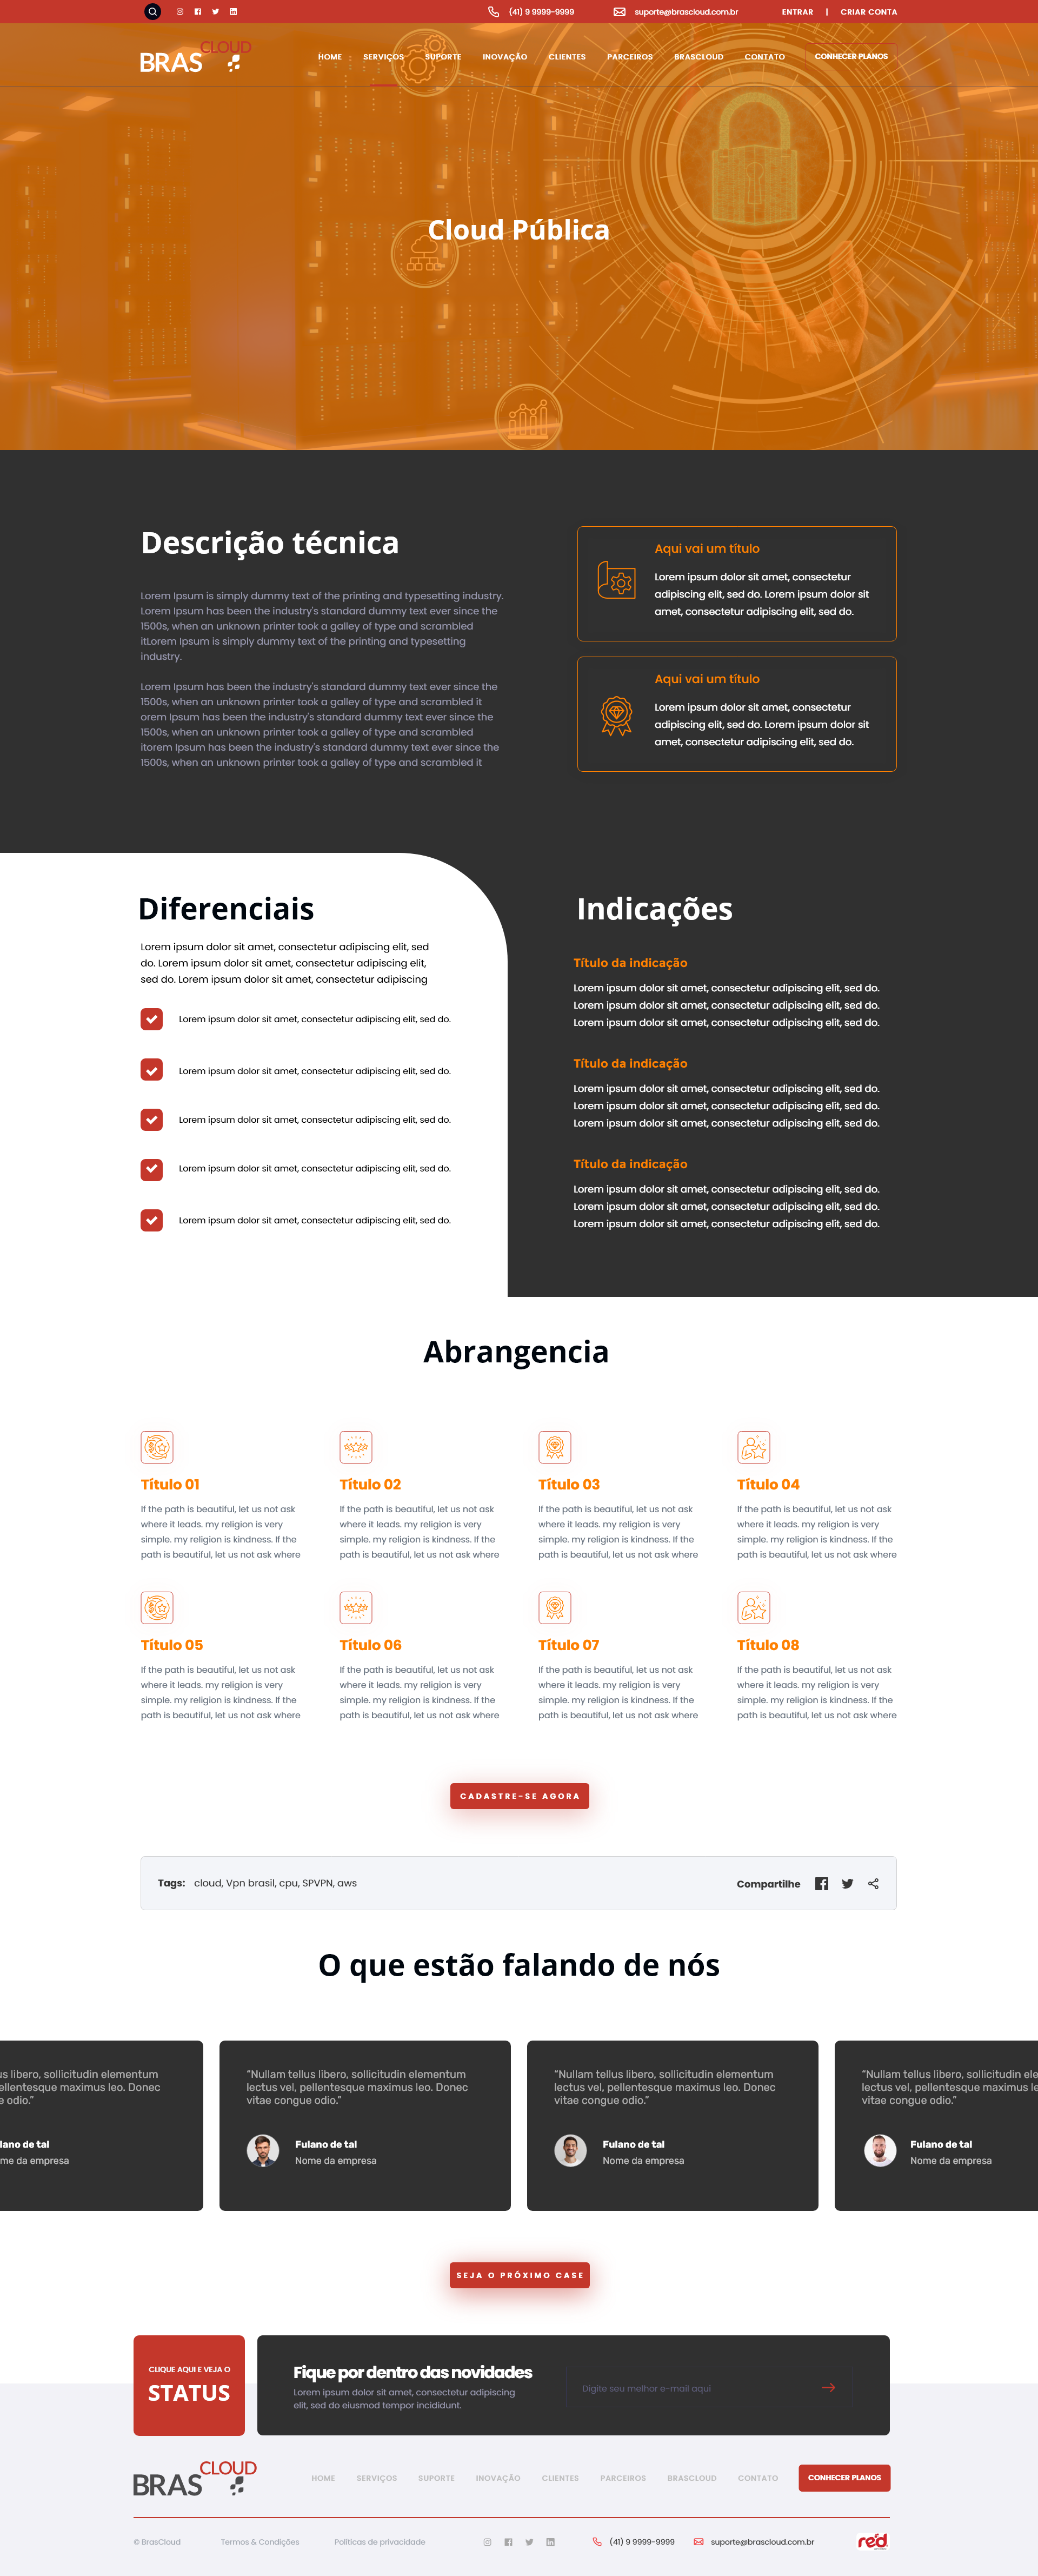 (41) 9 9999-9999
suporte@brascloud.com.br
ENTRAR | CRIAR CONTA
BRASCLOUD
HOME SERVIÇOS SUPORTE INOVAÇÃO CLIENTES PARCEIROS BRASCLOUD CONTATO CONHECER PLANOS
Cloud Pública
Descrição técnica
Lorem Ipsum is simply dummy text of the printing and typesetting industry.
Lorem Ipsum has been the industry's standard dummy text ever since the
1500s, when an unknown printer took a galley of type and scrambled
itLorem Ipsum is simply dummy text of the printing and typesetting
industry.
Lorem Ipsum has been the industry's standard dummy text ever since the
1500s, when an unknown printer took a galley of type and scrambled it
orem Ipsum has been the industry's standard dummy text ever since the
1500s, when an unknown printer took a galley of type and scrambled
itorem Ipsum has been the industry's standard dummy text ever since the
1500s, when an unknown printer took a galley of type and scrambled it
Aqui vai um título
Lorem ipsum dolor sit amet, consectetur
adipiscing elit, sed do. Lorem ipsum dolor sit
amet, consectetur adipiscing elit, sed do.
Aqui vai um título
Lorem ipsum dolor sit amet, consectetur
adipiscing elit, sed do. Lorem ipsum dolor sit
amet, consectetur adipiscing elit, sed do.
Diferenciais
Lorem ipsum dolor sit amet, consectetur adipiscing elit, sed
do. Lorem ipsum dolor sit amet, consectetur adipiscing elit,
sed do. Lorem ipsum dolor sit amet, consectetur adipiscing
Lorem ipsum dolor sit amet, consectetur adipiscing elit, sed do.
Lorem ipsum dolor sit amet, consectetur adipiscing elit, sed do.
Lorem ipsum dolor sit amet, consectetur adipiscing elit, sed do.
Lorem ipsum dolor sit amet, consectetur adipiscing elit, sed do.
Lorem ipsum dolor sit amet, consectetur adipiscing elit, sed do.
Indicações
Título da indicação
Lorem ipsum dolor sit amet, consectetur adipiscing elit, sed do.
Lorem ipsum dolor sit amet, consectetur adipiscing elit, sed do.
Lorem ipsum dolor sit amet, consectetur adipiscing elit, sed do.
Título da indicação
Lorem ipsum dolor sit amet, consectetur adipiscing elit, sed do.
Lorem ipsum dolor sit amet, consectetur adipiscing elit, sed do.
Lorem ipsum dolor sit amet, consectetur adipiscing elit, sed do.
Título da indicação
Lorem ipsum dolor sit amet, consectetur adipiscing elit, sed do.
Lorem ipsum dolor sit amet, consectetur adipiscing elit, sed do.
Lorem ipsum dolor sit amet, consectetur adipiscing elit, sed do.
Abrangencia
Título 01
If the path is beautiful, let us not ask
where it leads. my religion is very
simple. my religion is kindness. If the
path is beautiful, let us not ask where
Título 02
If the path is beautiful, let us not ask
where it leads. my religion is very
simple. my religion is kindness. If the
path is beautiful, let us not ask where
Título 03
If the path is beautiful, let us not ask
where it leads. my religion is very
simple. my religion is kindness. If the
path is beautiful, let us not ask where
Título 04
If the path is beautiful, let us not ask
where it leads. my religion is very
simple. my religion is kindness. If the
path is beautiful, let us not ask where
Título 05
If the path is beautiful, let us not ask
where it leads. my religion is very
simple. my religion is kindness. If the
path is beautiful, let us not ask where
Título 06
If the path is beautiful, let us not ask
where it leads. my religion is very
simple. my religion is kindness. If the
path is beautiful, let us not ask where
Título 07
If the path is beautiful, let us not ask
where it leads. my religion is very
simple. my religion is kindness. If the
path is beautiful, let us not ask where
Título 08
If the path is beautiful, let us not ask
where it leads. my religion is very
simple. my religion is kindness. If the
path is beautiful, let us not ask where
CADASTRE-SE AGORA
Tags: cloud, Vpn brasil, cpu, SPVPN, aws
Compartilhe
O que estão falando de nós
us libero, sollicitudin elementum
ellentesque maximus leo. Donec
e odio.”
lano de tal
me da empresa
“Nullam tellus libero, sollicitudin elementum
lectus vel, pellentesque maximus leo. Donec
vitae congue odio.”
Fulano de tal
Nome da empresa
“Nullam tellus libero, sollicitudin elementum
lectus vel, pellentesque maximus leo. Donec
vitae congue odio.”
Fulano de tal
Nome da empresa
“Nullam tellus libero, sollicitudin ele
lectus vel, pellentesque maximus le
vitae congue odio.”
Fulano de tal
Nome da empresa
SEJA O PRÓXIMO CASE
CLIQUE AQUI E VEJA O
STATUS
Fique por dentro das novidades
Lorem ipsum dolor sit amet, consectetur adipiscing
elit, sed do eiusmod tempor incididunt.
Digite seu melhor e-mail aqui
BRASCLOUD
HOME SERVIÇOS SUPORTE INOVAÇÃO CLIENTES PARCEIROS BRASCLOUD CONTATO CONHECER PLANOS
© BrasCloud
Termos & Condições
Políticas de privacidade
(41) 9 9999-9999
suporte@brascloud.com.br
red